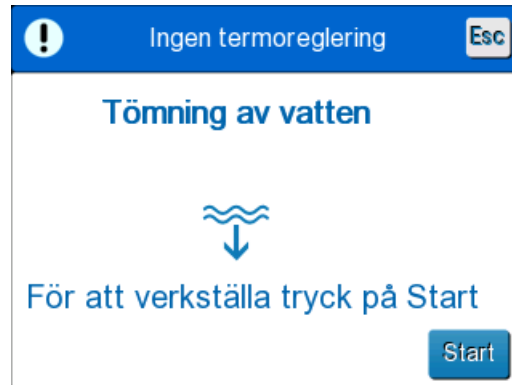 Ingen termoreglering
Esc
Tömning av vatten
För att verkställa tryck på Start
Start